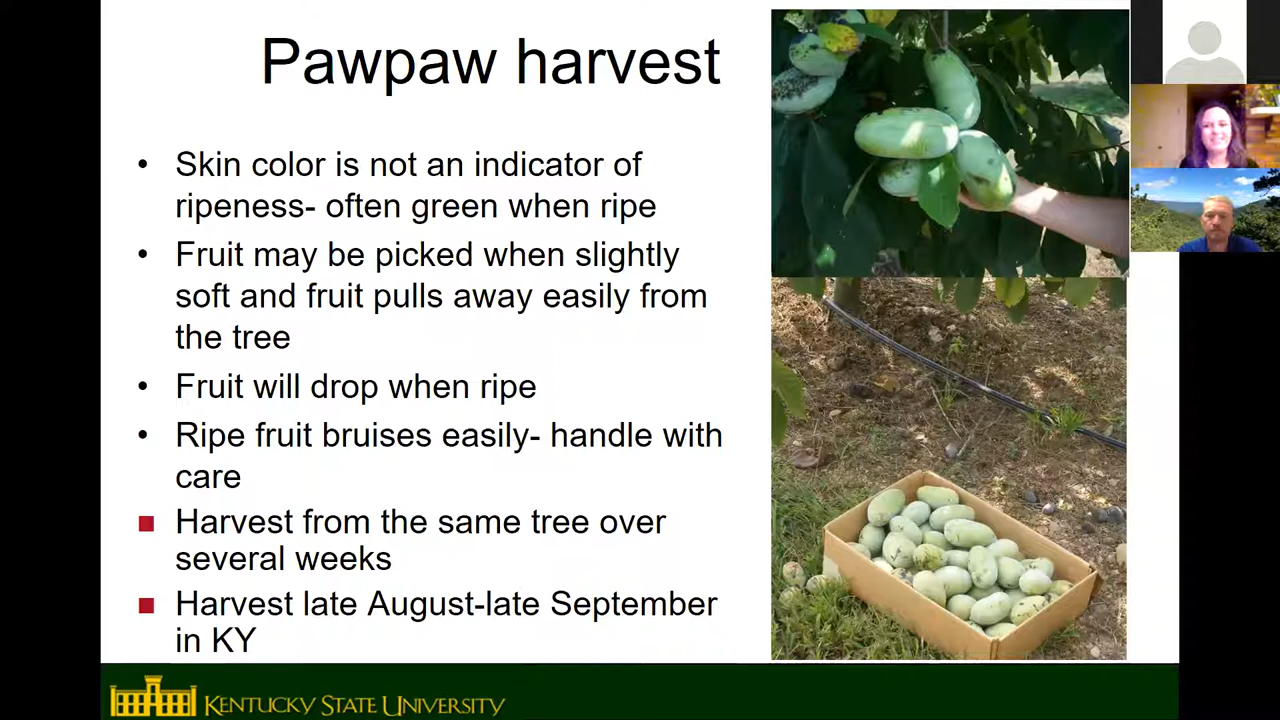 Pawpaw harvest
• Skin color is not an indicator of
ripeness- often green when ripe
• Fruit may be picked when slightly
soft and fruit pulls away easily from
the tree
• Fruit will drop when ripe
• Ripe fruit bruises easily- handle with
care
■ Harvest from the same tree over
several weeks
■ Harvest late August-late September
in KY
KENTUCKY STATE UNIVERSITY